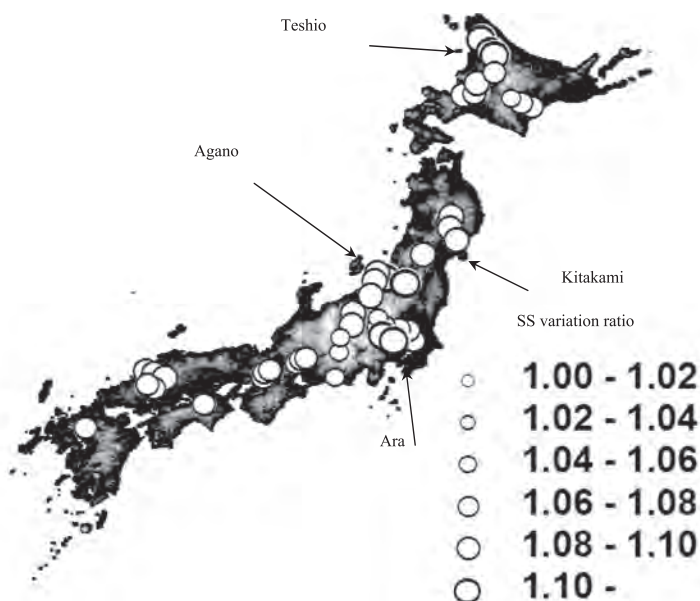 Teshio
Agano
Kitakami
SS variation ratio
Ara
1.00 - 1.02
1.02 - 1.04
1.04 - 1.06
1.06 - 1.08
1.08 - 1.10
1.10 -